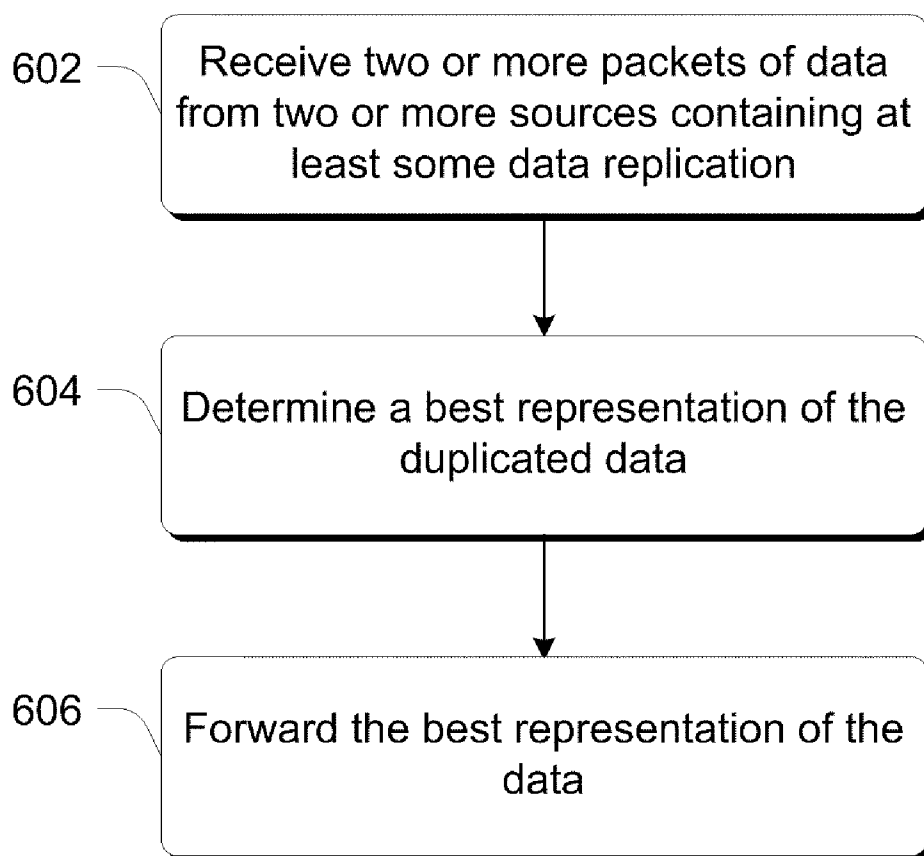 602
Receive two or more packets of data
from two or more sources containing at
least some data replication
604
Determine a best representation of the
duplicated data
606
Forward the best representation of the
data